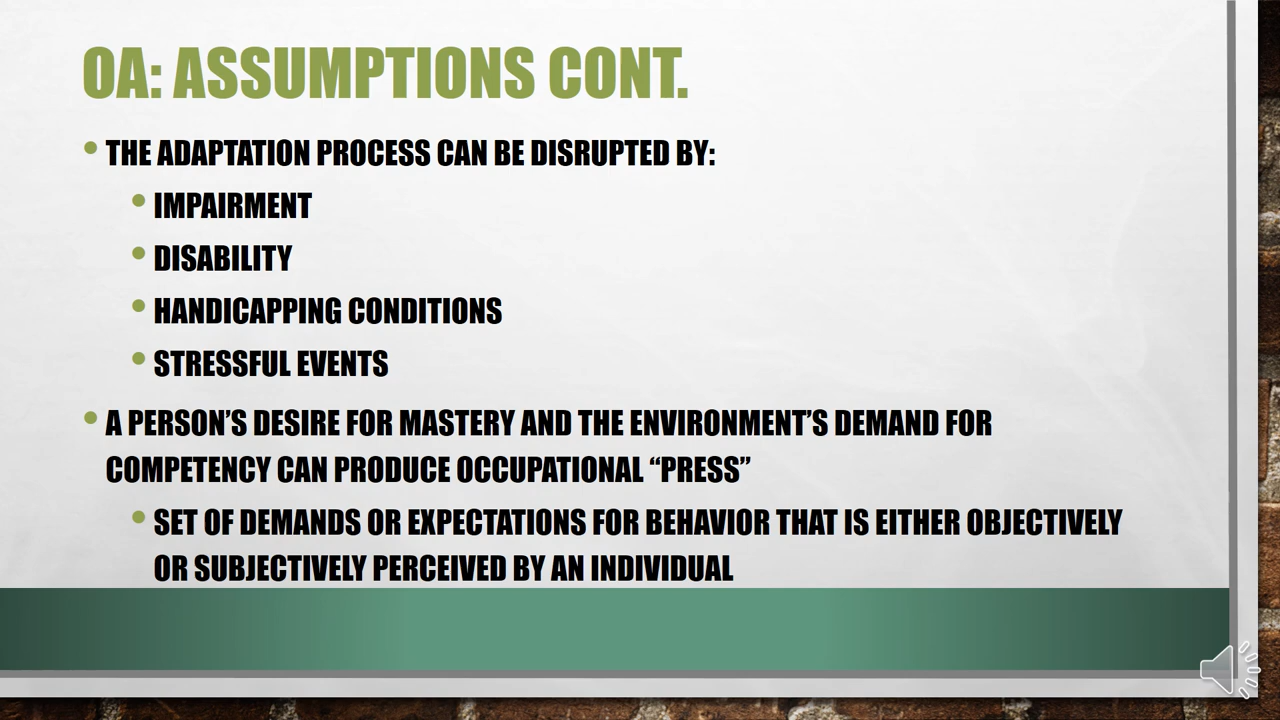 OA: ASSUMPTIONS CONT.
• THE ADAPTATION PROCESS CAN BE DISRUPTED BY:
• IMPAIRMENT
• DISABILITY
• HANDICAPPING CONDITIONS
• STRESSFUL EVENTS
• A PERSON’S DESIRE FOR MASTERY AND THE ENVIRONMENT’S DEMAND FOR
COMPETENCY CAN PRODUCE OCCUPATIONAL “PRESS”
• SET OF DEMANDS OR EXPECTATIONS FOR BEHAVIOR THAT IS EITHER OBJECTIVELY
OR SUBJECTIVELY PERCEIVED BY AN INDIVIDUAL